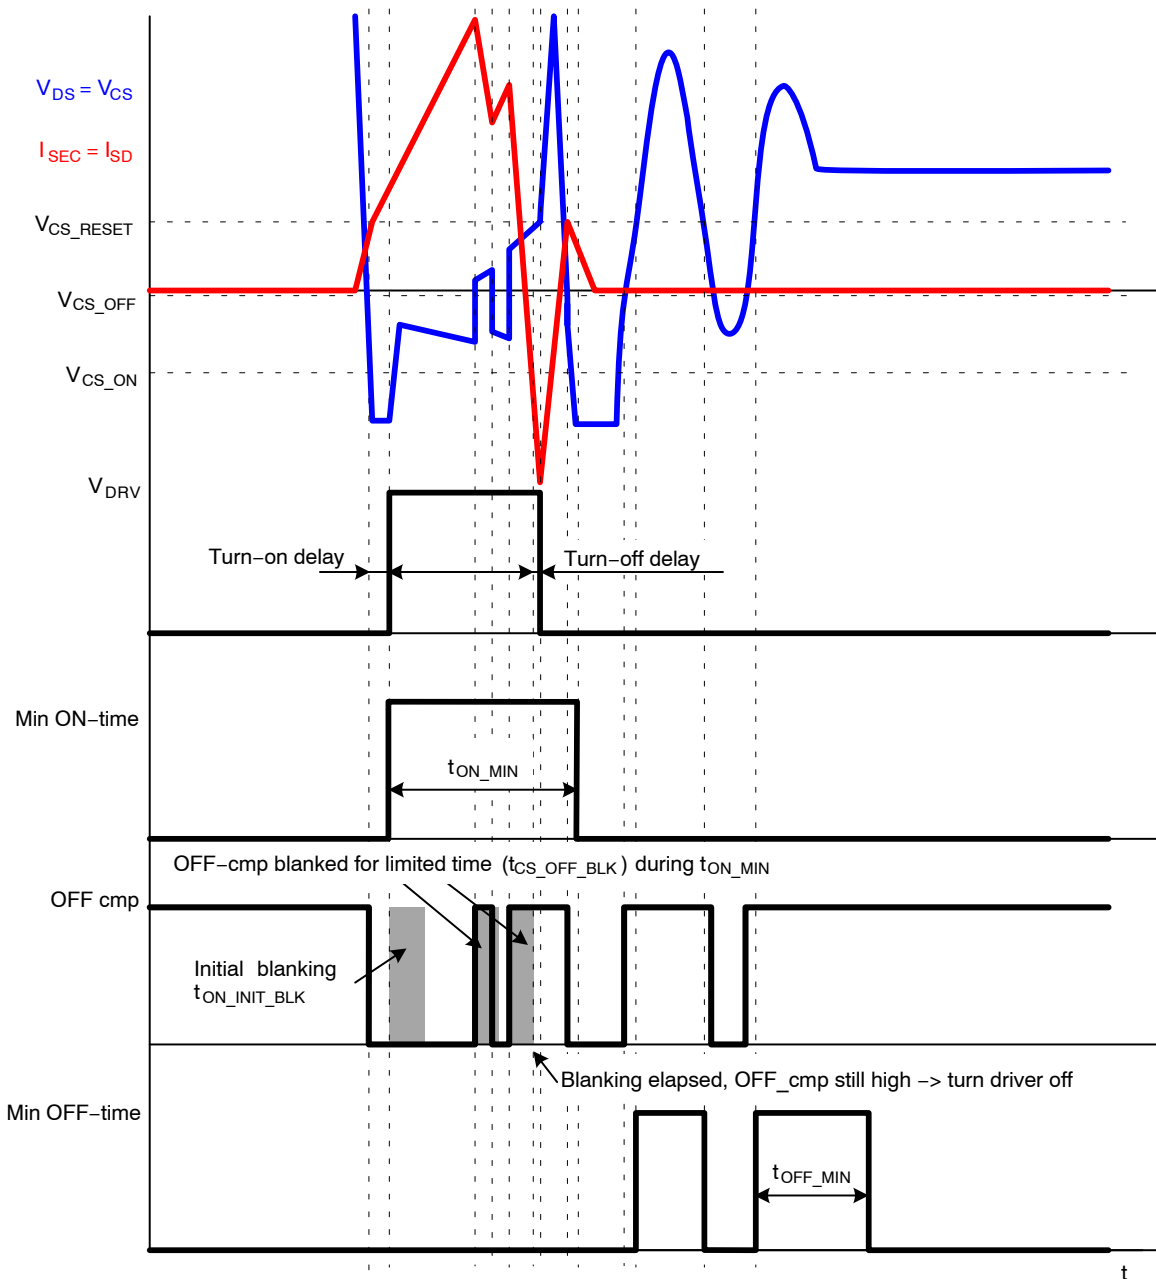 VDS = VCS
ISEC = ISD
VCS_RESET
VCS_OFF
VCS_ON
VDRV
Turn−on delay
Turn−off delay
Min ON−time
tON_MIN
OFF−cmp blanked for limited time (tCS_OFF_BLK) during tON_MIN
OFF cmp
Initial blanking
tON_INIT_BLK
Blanking elapsed, OFF_cmp still high −> turn driver off
Min OFF−time
tOFF_MIN
t